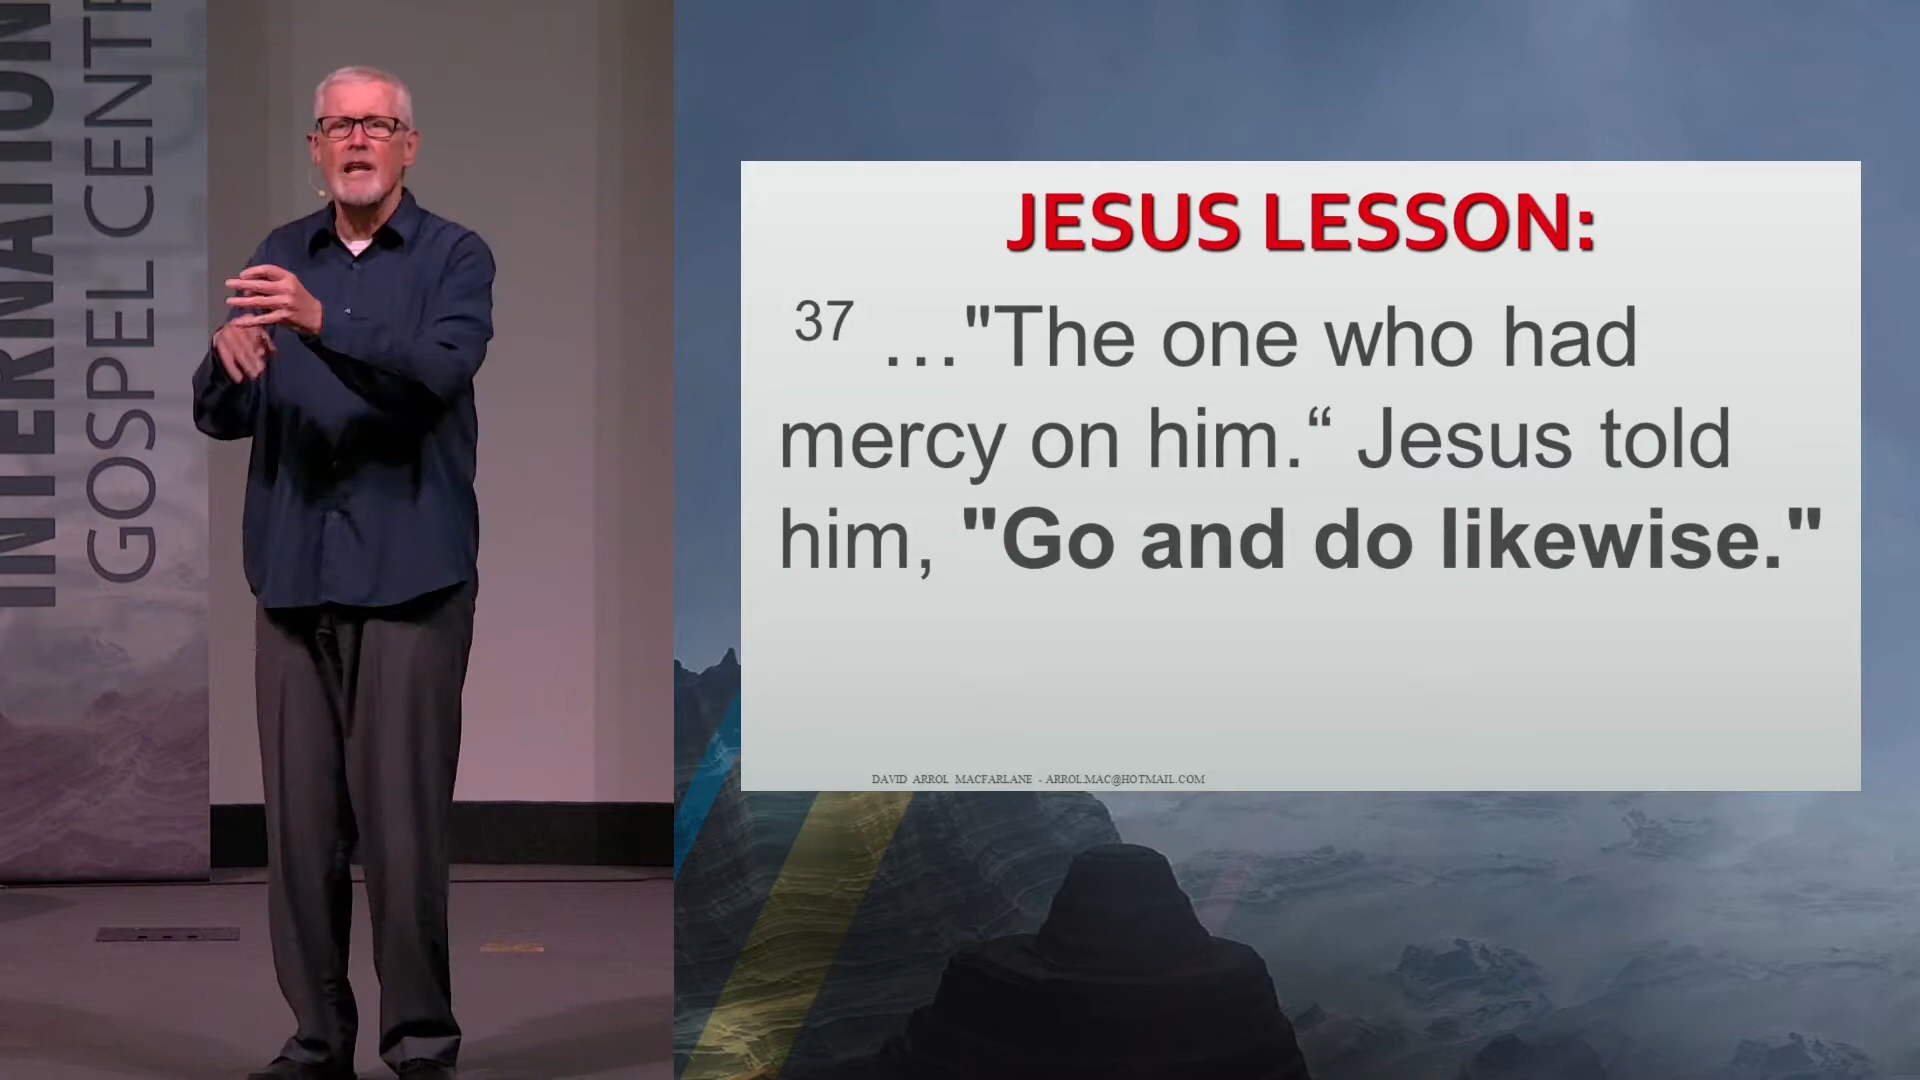 INTERNATION
GOSPEL CENT
JESUS LESSON:
37 …"The one who had
mercy on him.“ Jesus told
him, "Go and do likewise."
DAVID ARROL MACFARLANE - ARROL.MAC@HOTMAIL.COM